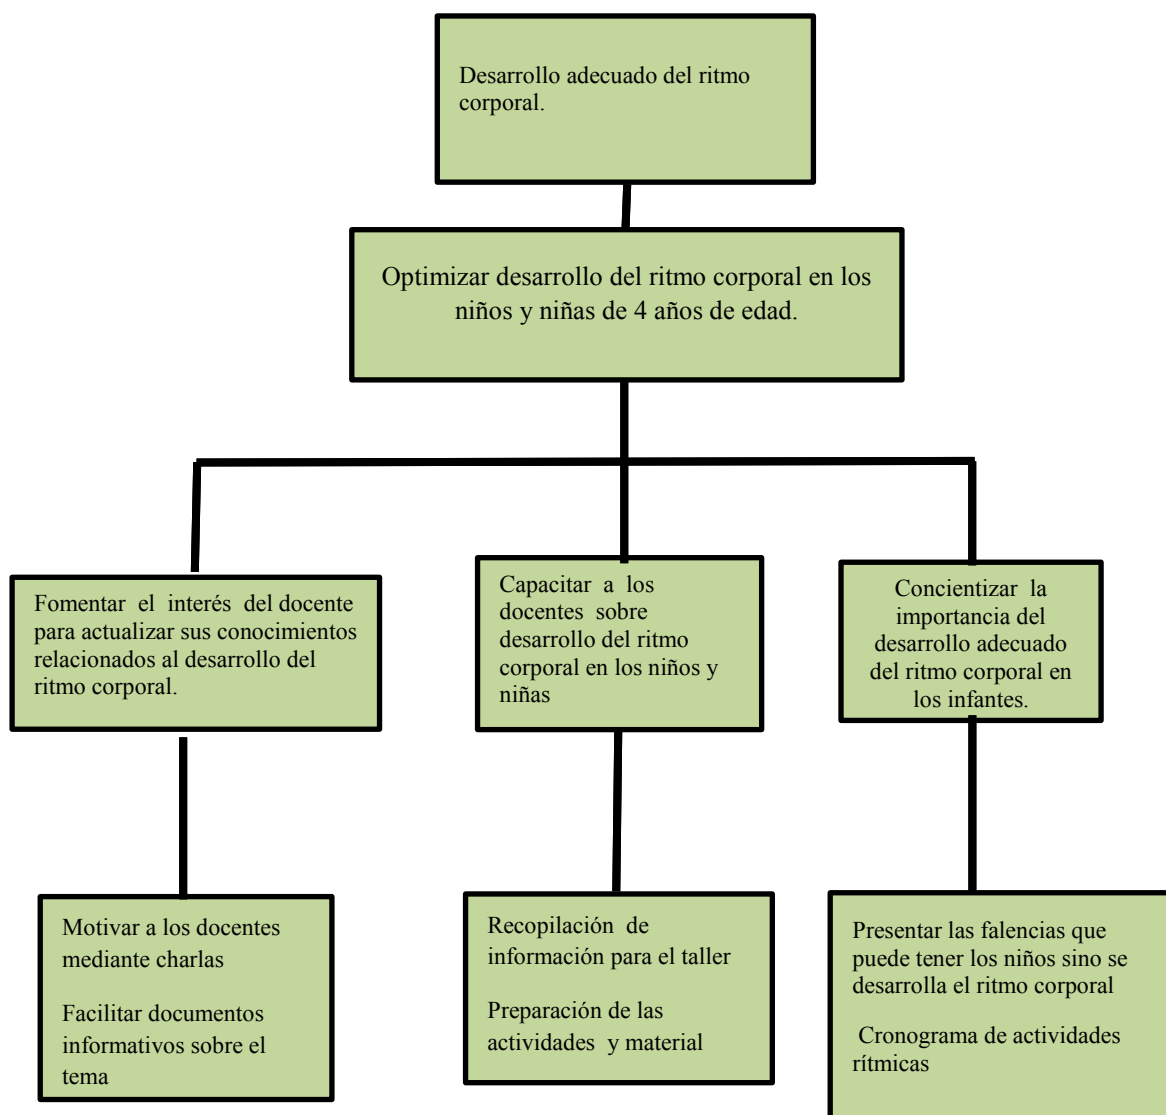 Desarrollo adecuado del ritmo
corporal.
Optimizar desarrollo del ritmo corporal en los
niños y niñas de 4 años de edad.
Fomentar el interés del docente
para actualizar sus conocimientos
relacionados al desarrollo del
ritmo corporal.
Capacitar a los
docentes sobre
desarrollo del ritmo
corporal en los niños y
niñas
Concientizar la
importancia del
desarrollo adecuado
del ritmo corporal en
los infantes.
Motivar a los docentes
mediante charlas
Facilitar documentos
informativos sobre el
tema
Recopilación de
información para el taller
Preparación de las
actividades y material
Presentar las falencias que
puede tener los niños sino se
desarrolla el ritmo corporal
Cronograma de actividades
rítmicas